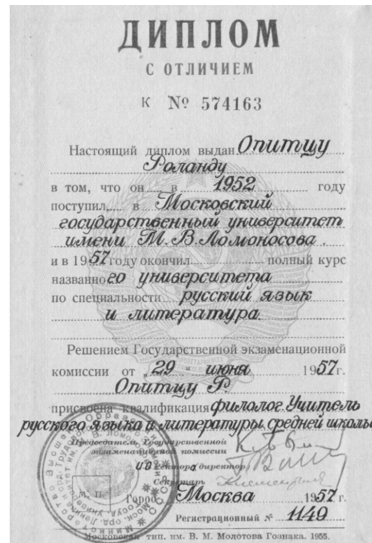 ДИПЛОМ
С ОТЛИЧИЕМ
К № 574163
Настоящий диплом выдан Опитцу
Роланду
в том, что он в 1952 году
поступил в Московский
государственный университет
имени М.В.Ломоносова.
и в 1957 году окончил полный курс
названного университета
по специальности русский язык
и литература.
Решением Государственной экзаменационной
комиссии от "29" июня 1957г.
Опитцу Р.
присвоена квалификация филолог. Учитель
русского языка и литературы средней школы
Председатель Государственной
экзаменационной комиссии
Ректор (директор)
Секретарь
Город Москва 1957г.
Регистрационный № 1149
Московская тип. им. В. М. Молотова Гознака. 1955.